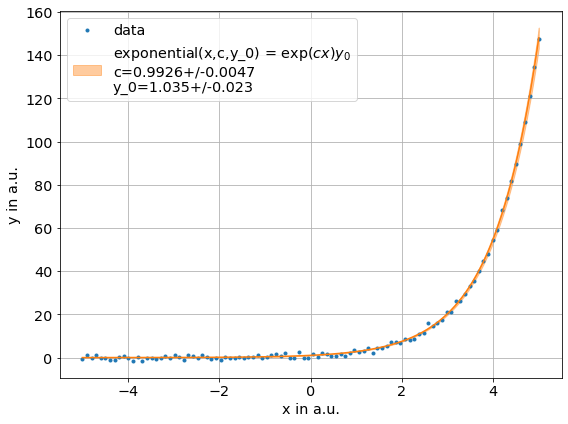 160
140
120
100
80
60
40
20
0
y in a.u.
data
exponential(x,c,y_0) = exp(cx)y₀
c=0.9926+/-0.0047
y_0=1.035+/-0.023
−4 −2 0 2 4
x in a.u.